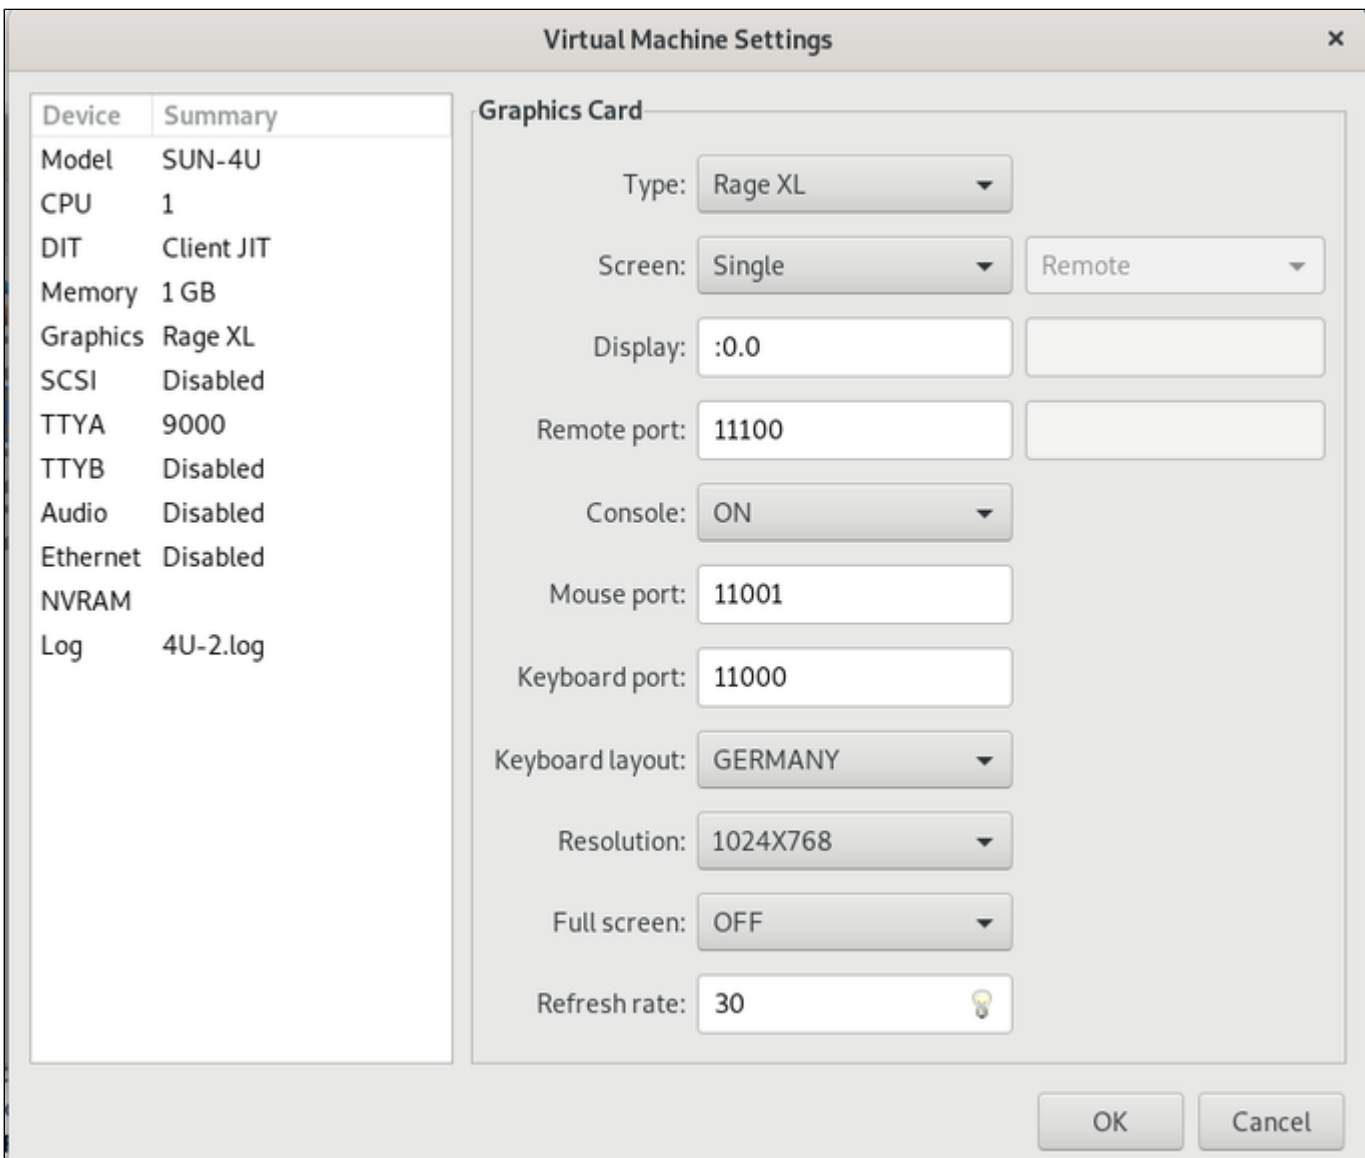 Virtual Machine Settings ×
Device Summary
Model SUN-4U
CPU 1
DIT Client JIT
Memory 1 GB
Graphics Rage XL
SCSI Disabled
TTYA 9000
TTYB Disabled
Audio Disabled
Ethernet Disabled
NVRAM
Log 4U-2.log
Graphics Card
Type: Rage XL
Screen: Single Remote
Display: :0.0
Remote port: 11100
Console: ON
Mouse port: 11001
Keyboard port: 11000
Keyboard layout: GERMANY
Resolution: 1024X768
Full screen: OFF
Refresh rate: 30
OK Cancel